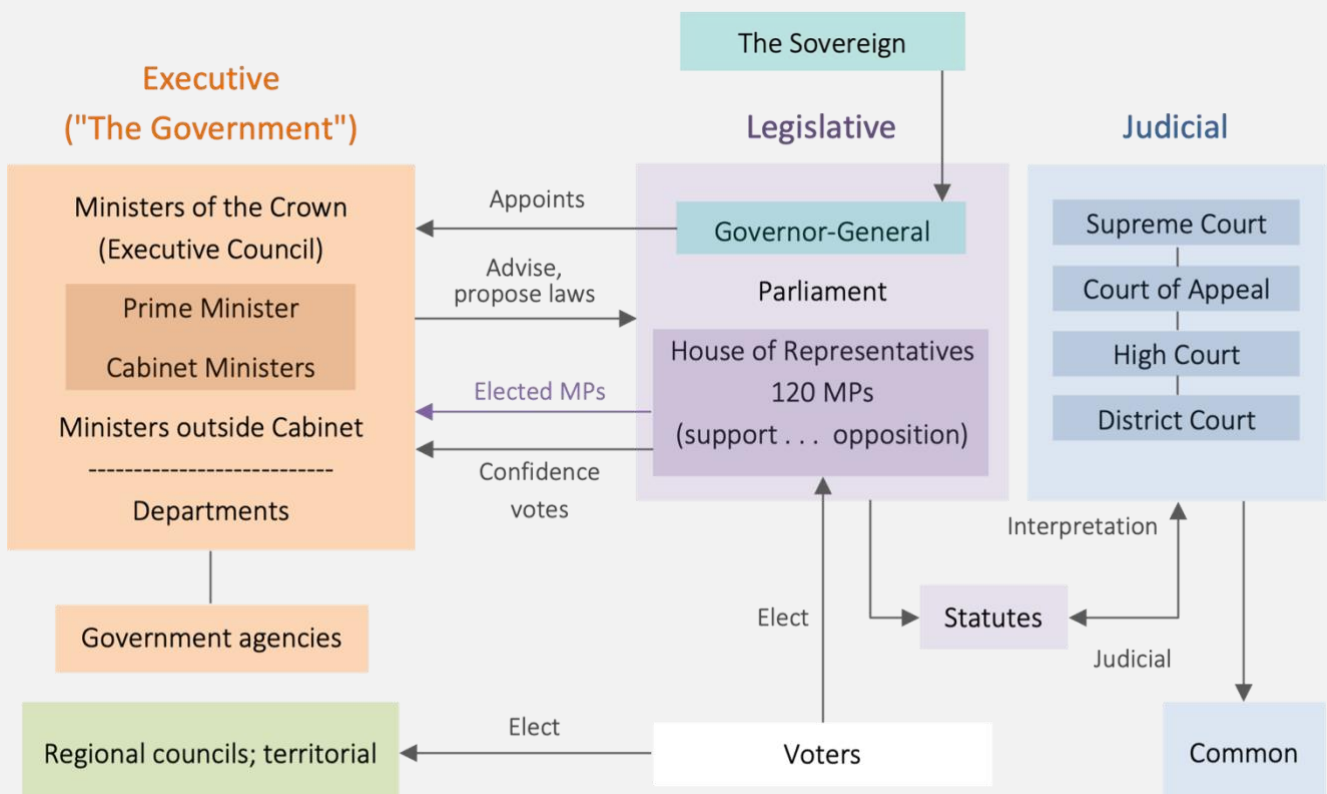 The Sovereign
Executive
("The Government")
Legislative
Judicial
Ministers of the Crown
(Executive Council)
Prime Minister
Cabinet Ministers
Ministers outside Cabinet
---------------------------
Departments
Government agencies
Appoints
Advise,
propose laws
Elected MPs
Confidence
votes
Governor-General
Parliament
House of Representatives
120 MPs
(support . . . opposition)
Supreme Court
Court of Appeal
High Court
District Court
Interpretation
Elect
Statutes
Judicial
Regional councils; territorial
Elect
Voters
Common